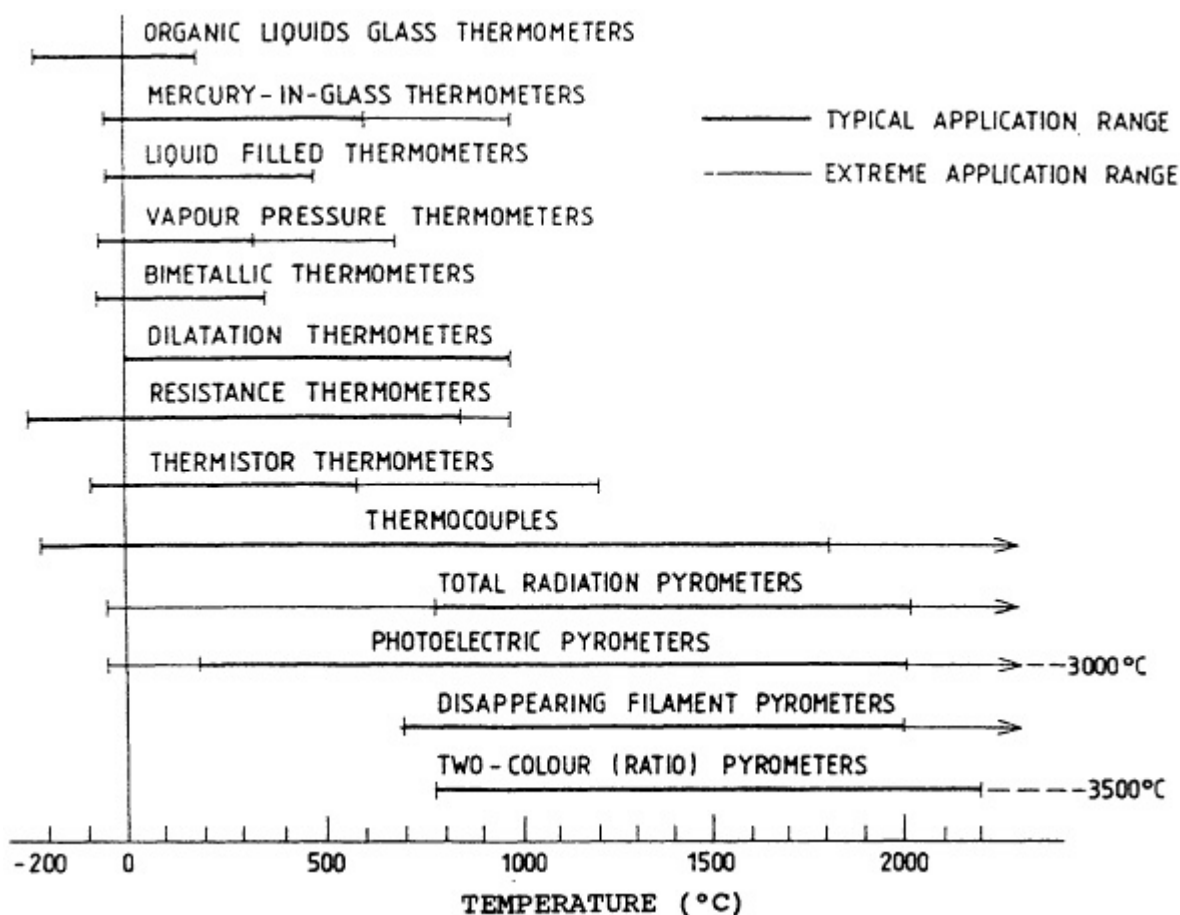 ORGANIC LIQUIDS GLASS THERMOMETERS
MERCURY-IN-GLASS THERMOMETERS
TYPICAL APPLICATION RANGE
LIQUID FILLED THERMOMETERS
EXTREME APPLICATION RANGE
VAPOUR PRESSURE THERMOMETERS
BIMETALLIC THERMOMETERS
DILATATION THERMOMETERS
RESISTANCE THERMOMETERS
THERMISTOR THERMOMETERS
THERMOCOUPLES
TOTAL RADIATION PYROMETERS
PHOTOELECTRIC PYROMETERS
3000°C
DISAPPEARING FILAMENT PYROMETERS
TWO-COLOUR (RATIO) PYROMETERS
3500°C
-200 0 500 1000 1500 2000
TEMPERATURE (°C)